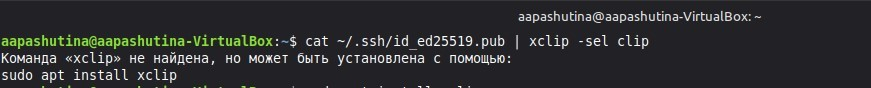 aapashutina@aapashutina-VirtualBox: ~
aapashutina@aapashutina-VirtualBox:~$ cat ~/.ssh/id_ed25519.pub | xclip -sel clip
Команда «xclip» не найдена, но может быть установлена с помощью:
sudo apt install xclip